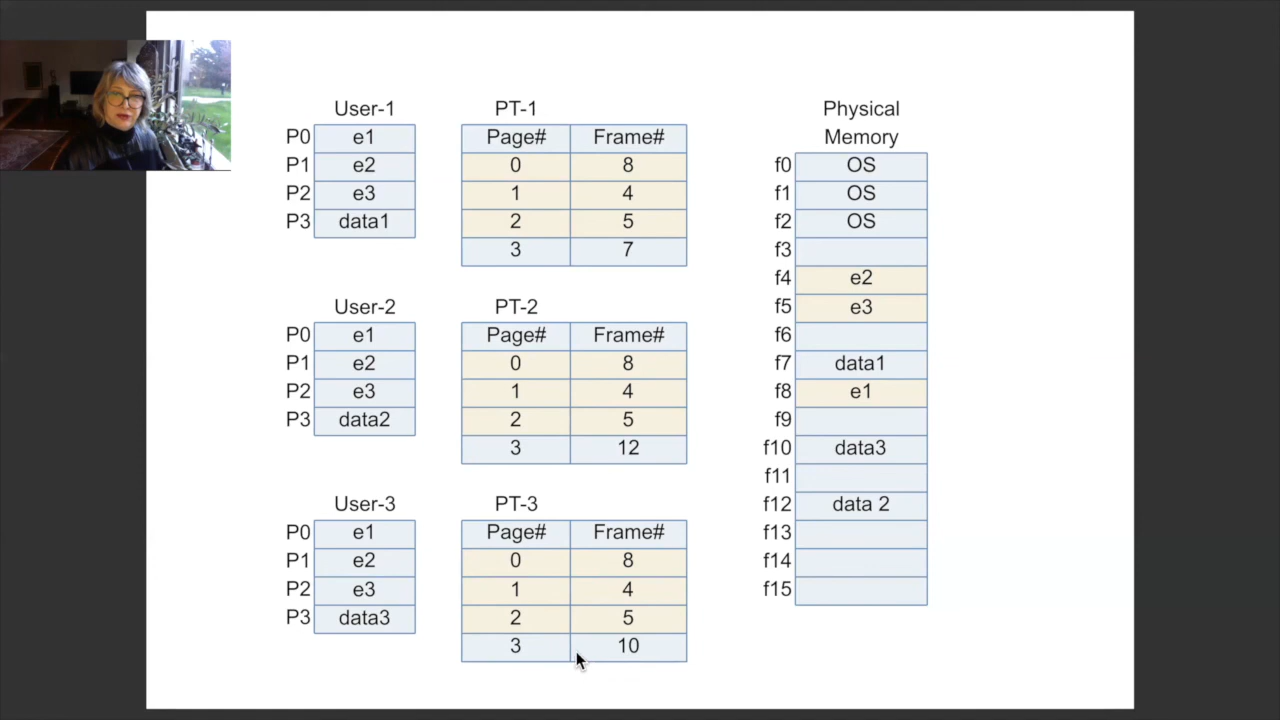 User-1 PT-1 Physical
P0 e1 Page# Frame# Memory
P1 e2 0 8 f0 OS
P2 e3 1 4 f1 OS
P3 data1 2 5 f2 OS
3 7 f3
f4 e2
User-2 PT-2 f5 e3
P0 e1 Page# Frame# f6
P1 e2 0 8 f7 data1
P2 e3 1 4 f8 e1
P3 data2 2 5 f9
3 12 f10 data3
f11
User-3 PT-3 f12 data 2
P0 e1 Page# Frame# f13
P1 e2 0 8 f14
P2 e3 1 4 f15
P3 data3 2 5
3 10